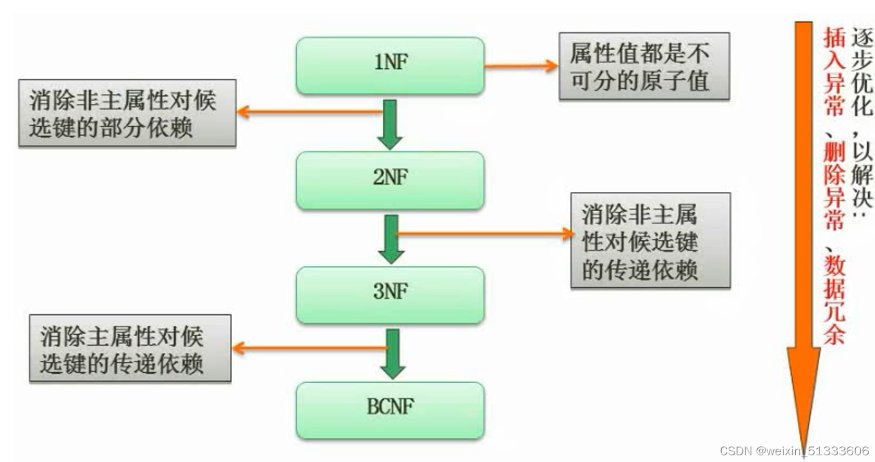 1NF
属性值都是不
可分的原子值
消除非主属性对候
选键的部分依赖
2NF
消除非主属
性对候选键
的传递依赖
3NF
消除主属性对候
选键的传递依赖
BCNF
逐步优化，以解决：
插入异常、删除异常、数据冗余
CSDN @weixin_51333606